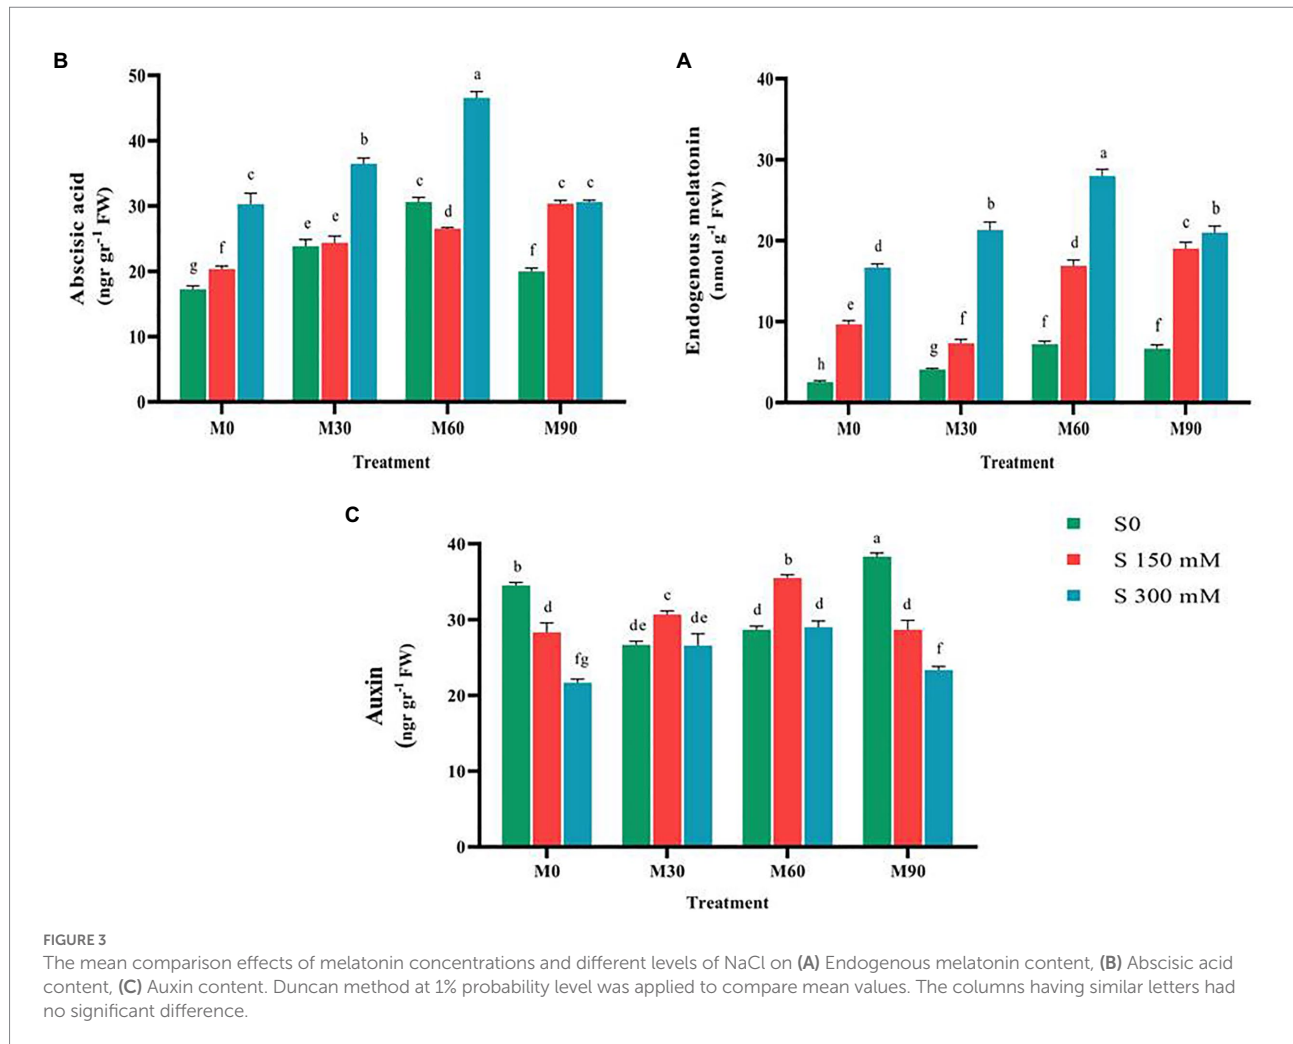 B
50
40
30
20
10
0
Abscisic acid
(ngr gr⁻¹ FW)
g f c
e e b
c d a
f c c
M0 M30 M60 M90
Treatment
A
40
30
20
10
0
Endogenous melatonin
(nmol g⁻¹ FW)
h e d
g f b
f d a
f c b
M0 M30 M60 M90
Treatment
C
40
30
20
10
0
Auxin
(ngr gr⁻¹ FW)
b d fg
de c de
d b d
a d f
M0 M30 M60 M90
Treatment
S0
S 150 mM
S 300 mM
FIGURE 3
The mean comparison effects of melatonin concentrations and different levels of NaCl on (A) Endogenous melatonin content, (B) Abscisic acid
content, (C) Auxin content. Duncan method at 1% probability level was applied to compare mean values. The columns having similar letters had
no significant difference.